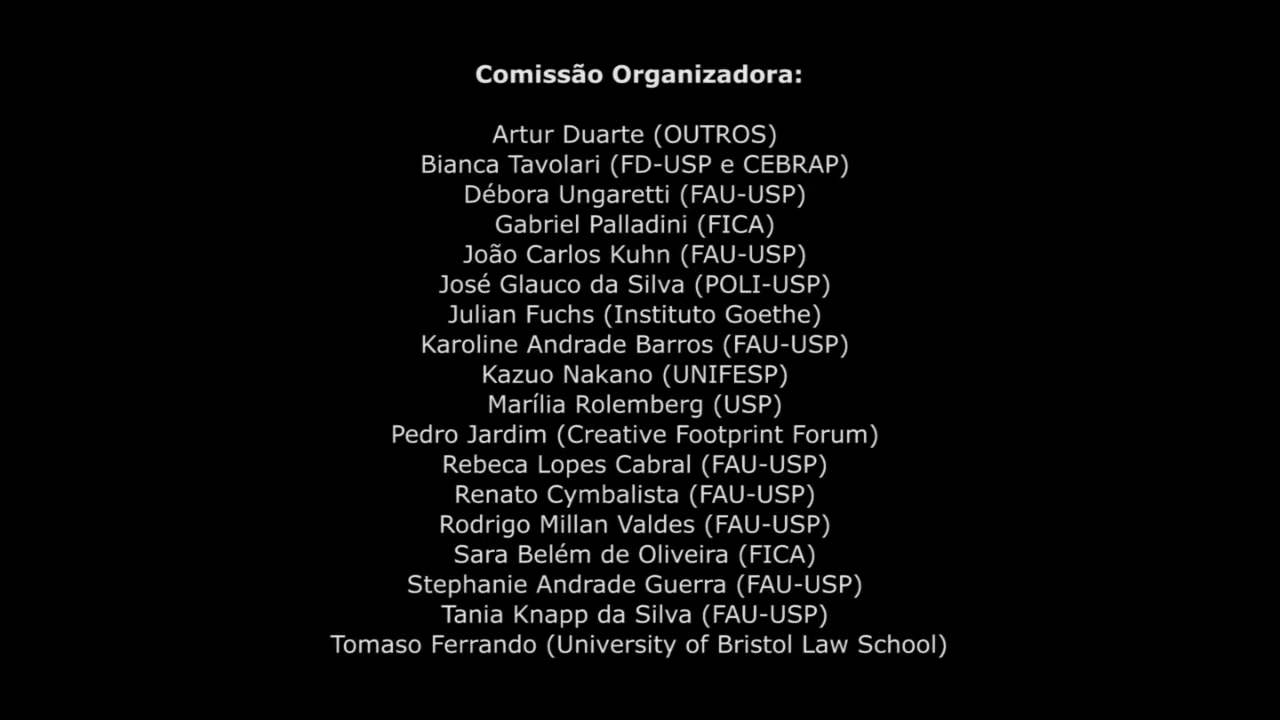 Comissão Organizadora:
Artur Duarte (OUTROS)
Bianca Tavolari (FD-USP e CEBRAP)
Débora Ungaretti (FAU-USP)
Gabriel Palladini (FICA)
João Carlos Kuhn (FAU-USP)
José Glauco da Silva (POLI-USP)
Julian Fuchs (Instituto Goethe)
Karoline Andrade Barros (FAU-USP)
Kazuo Nakano (UNIFESP)
Marília Rolemberg (USP)
Pedro Jardim (Creative Footprint Forum)
Rebeca Lopes Cabral (FAU-USP)
Renato Cymbalista (FAU-USP)
Rodrigo Millan Valdes (FAU-USP)
Sara Belém de Oliveira (FICA)
Stephanie Andrade Guerra (FAU-USP)
Tania Knapp da Silva (FAU-USP)
Tomaso Ferrando (University of Bristol Law School)